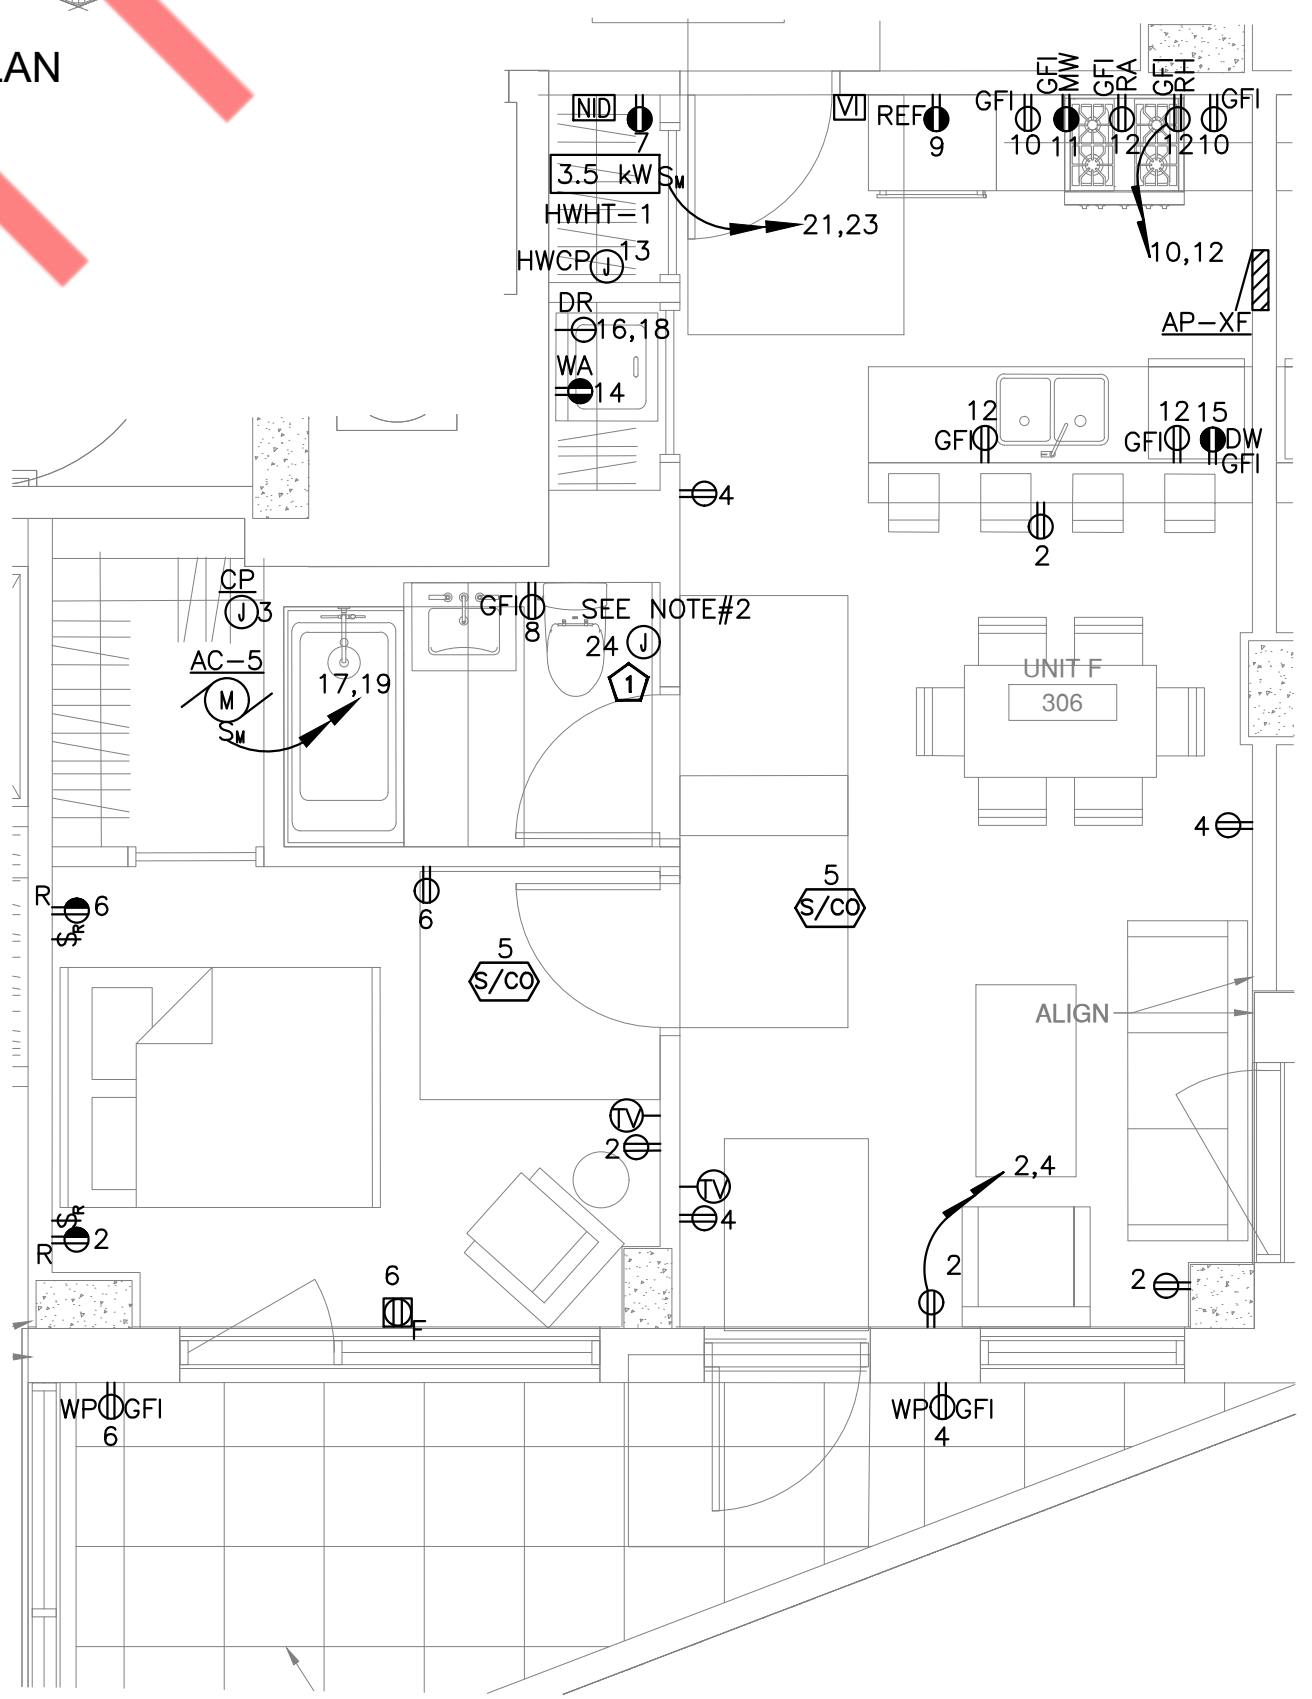 LAN
NID
7
VI
REF
9
GFI
10
GFI
MW
11
GFI
RA
12
GFI
RH
12
GFI
10
3.5 kW
SM
HWHT-1
21,23
10,12
HWCP
J
13
AP-XF
DR
16,18
WA
14
12
GFI
12
GFI
15
DW
GFI
4
2
CP
J
3
GFI
8
SEE NOTE#2
24
J
1
AC-5
M
SM
17,19
UNIT F
306
4
R
6
SR
6
5
S/CO
5
S/CO
ALIGN
TV
2
TV
4
2,4
SR
2
R
6
F
2
2
WP
GFI
6
WP
GFI
4